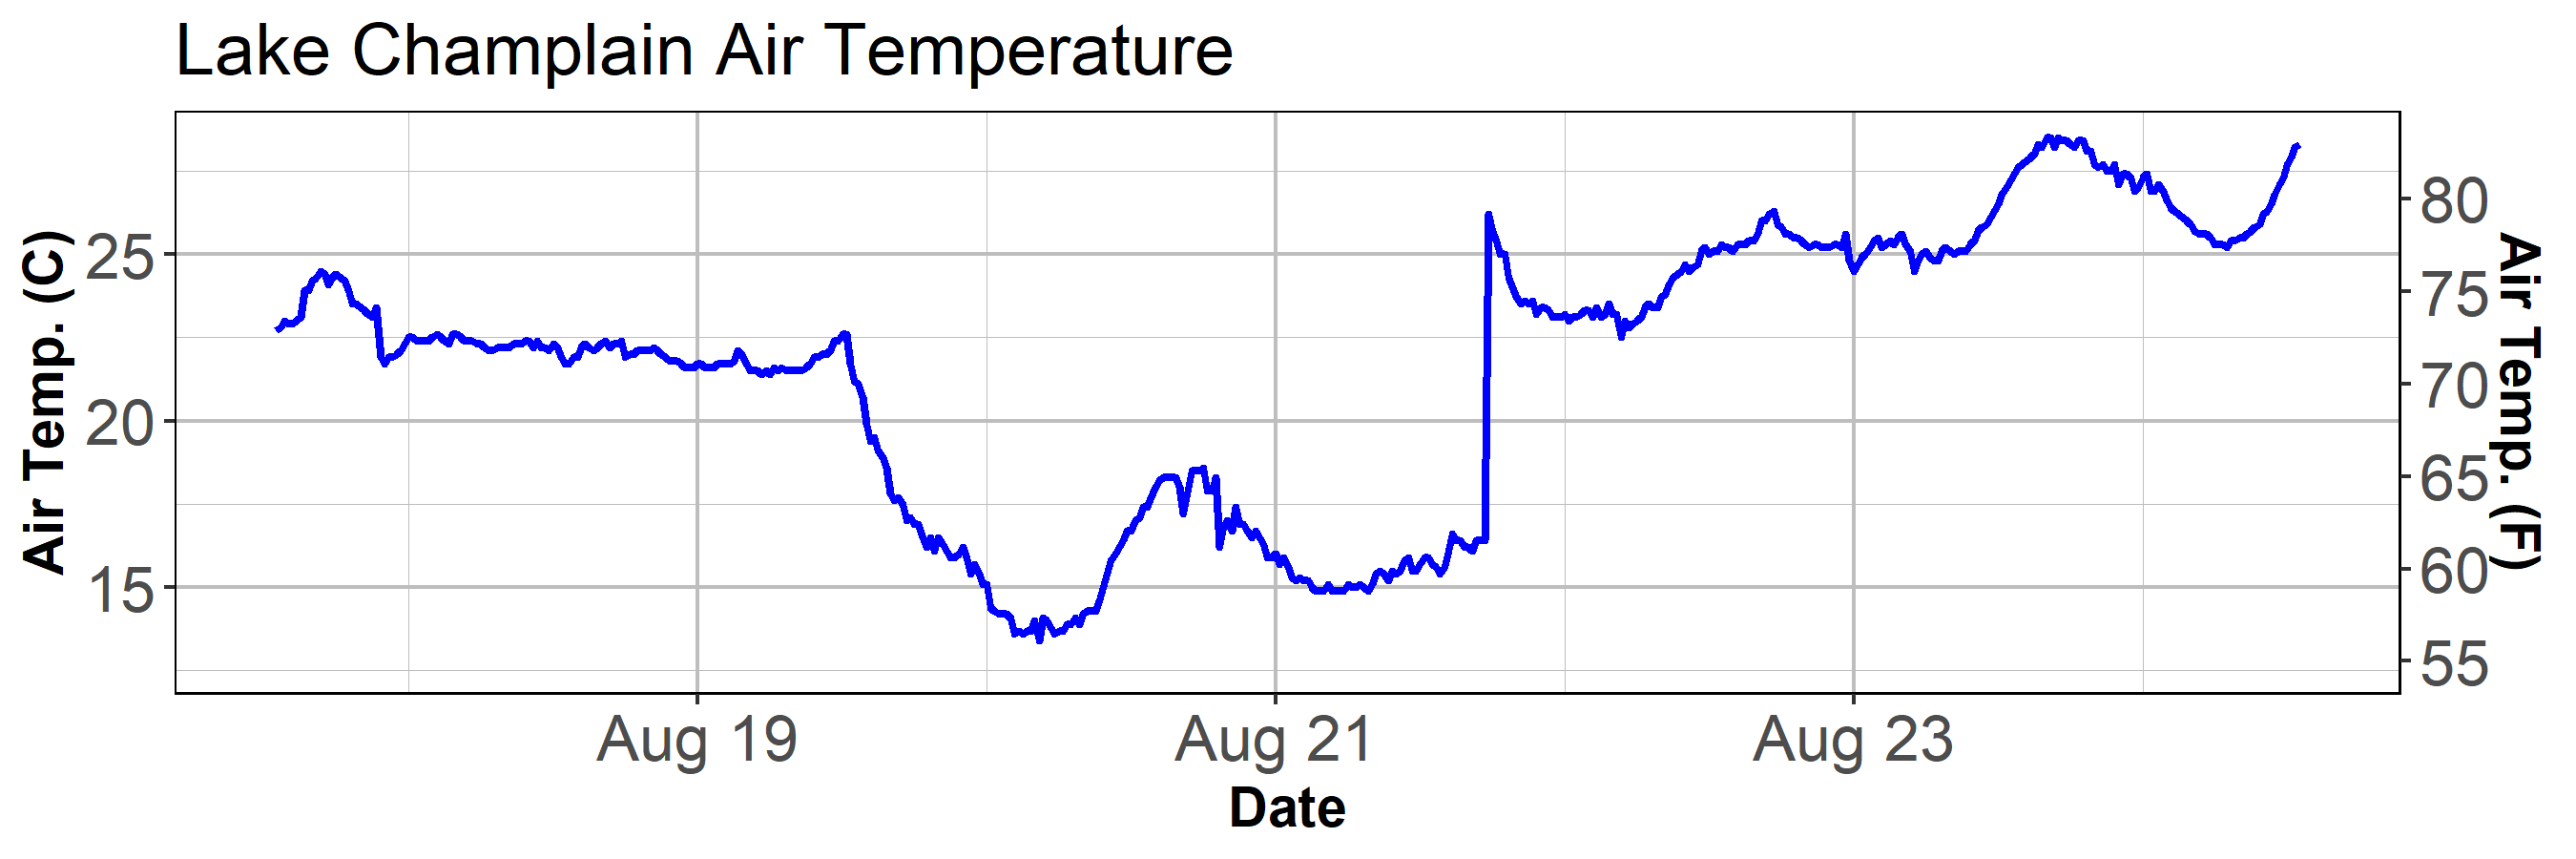 Lake Champlain Air Temperature
Air Temp. (C)
25
20
15
80
75
70
65
60
55
Air Temp. (F)
Aug 19
Aug 21
Aug 23
Date